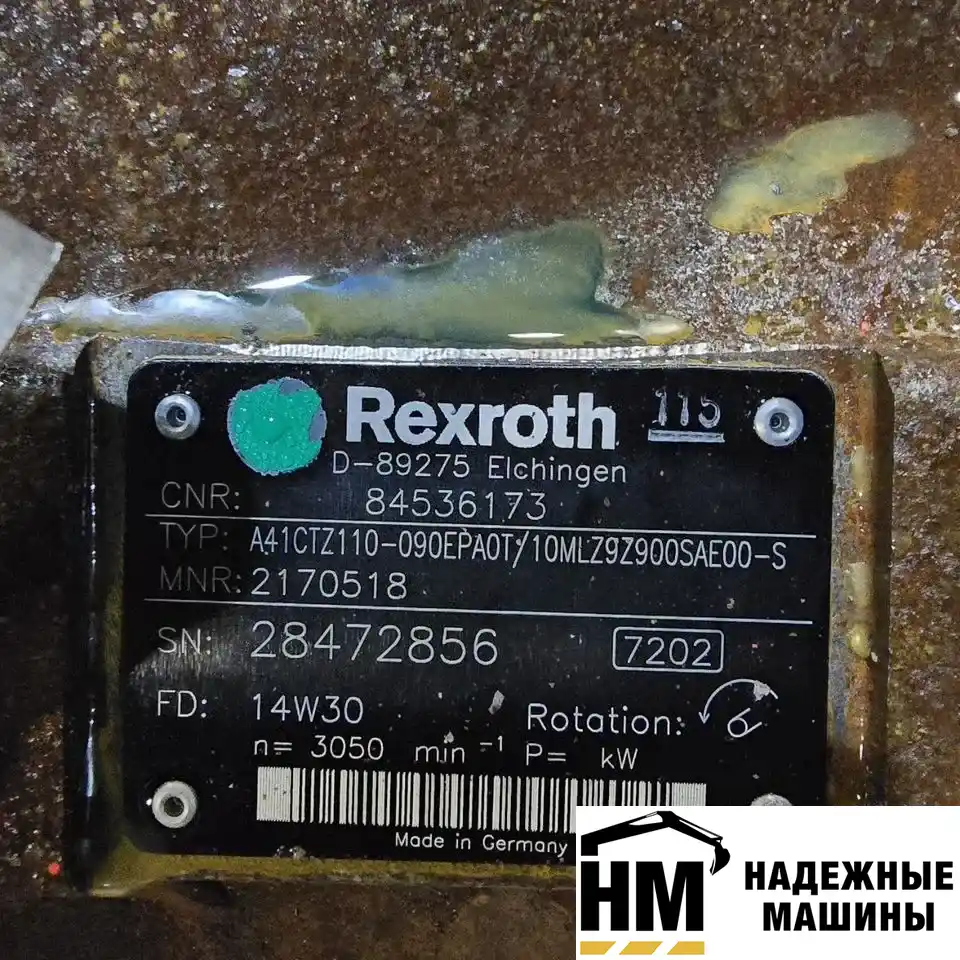 Rexroth 115
D-89275 Elchingen
CNR: 84536173
TYP: A41CTZ110-090EPA0T/10MLZ9Z900SAE00-S
MNR: 2170518
SN: 28472856 7202
FD: 14W30 Rotation:
n= 3050 min -1 P= kW
Made in Germany
НМ НАДЕЖНЫЕ
МАШИНЫ